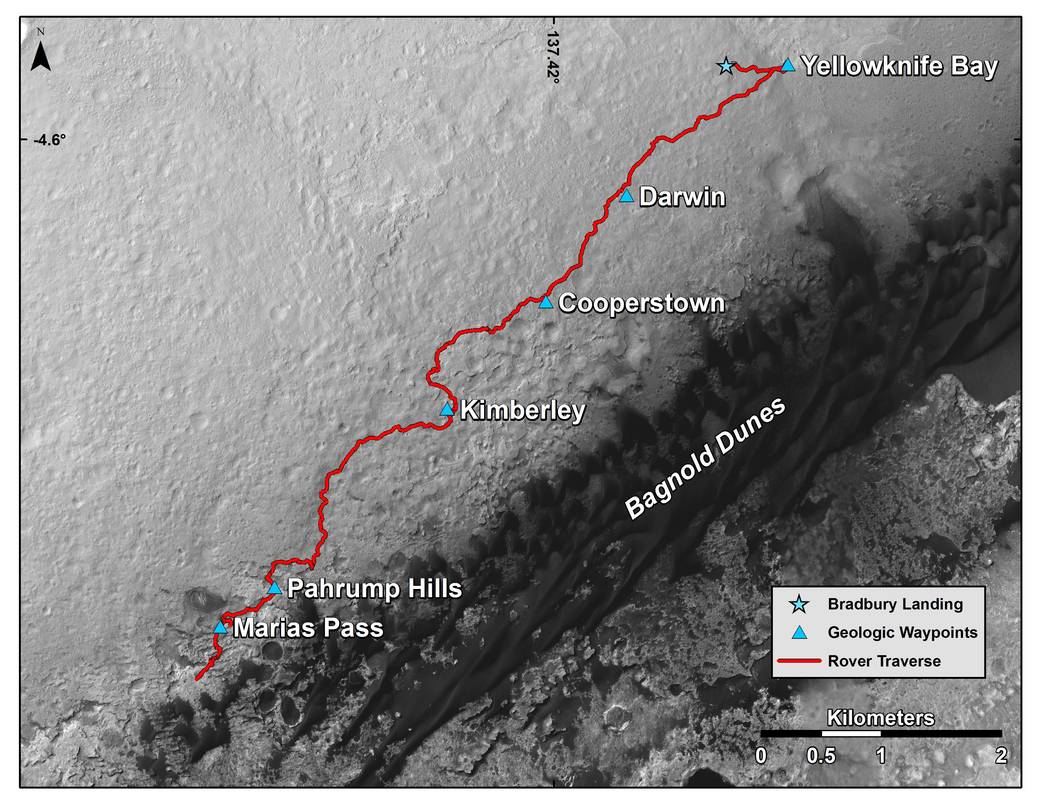 N
137.42°
Yellowknife Bay
-4.6°
Darwin
Cooperstown
Kimberley
Bagnold Dunes
Pahrump Hills
Marias Pass
Bradbury Landing
Geologic Waypoints
Rover Traverse
Kilometers
0 0.5 1 2